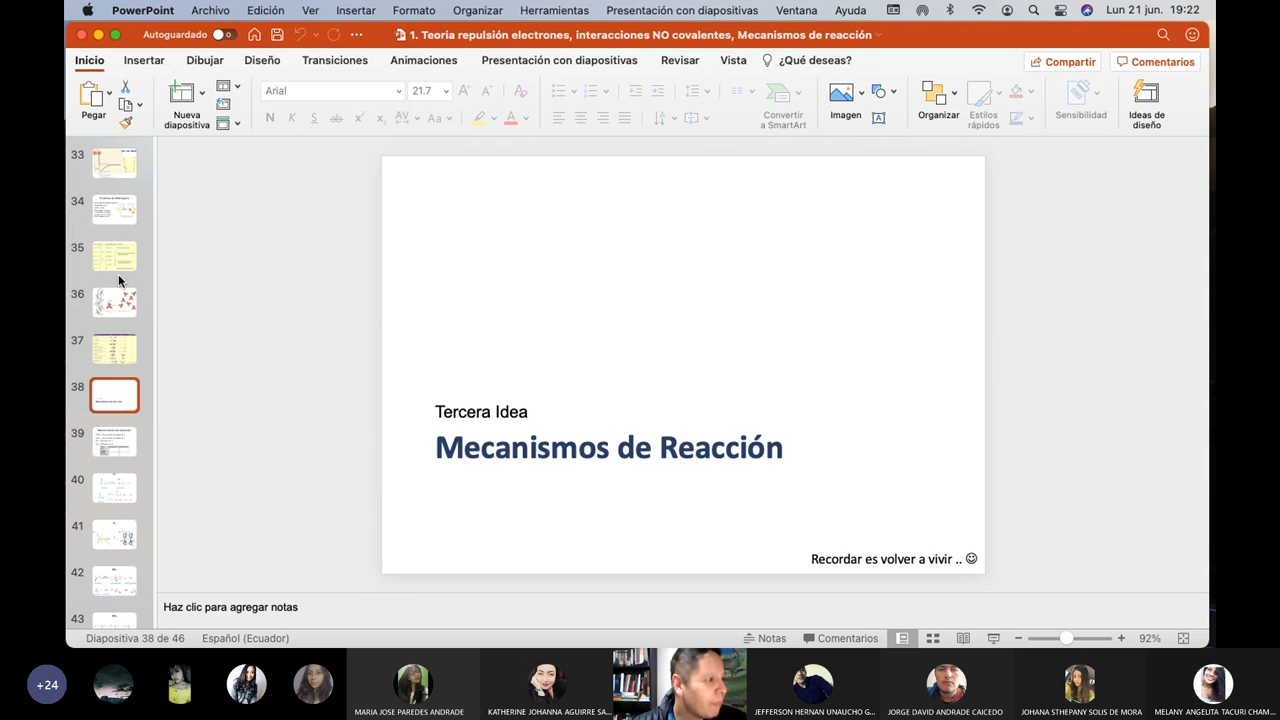 PowerPoint Archivo Edición Ver Insertar Formato Organizar Herramientas Presentación con diapositivas Ventana Ayuda Lun 21 jun. 19:22
Autoguardado 1. Teoria repulsión electrones, interacciones NO covalentes, Mecanismos de reacción
Inicio Insertar Dibujar Diseño Transiciones Animaciones Presentación con diapositivas Revisar Vista ¿Qué deseas? Compartir Comentarios
Arial 21.7
Pegar Nueva diapositiva Convertir a SmartArt Imagen Organizar Estilos rápidos Sensibilidad Ideas de diseño
33
34
35
36
37
38
39
40
41
42
43
Tercera Idea
Mecanismos de Reacción
Recordar es volver a vivir ..
Haz clic para agregar notas
Diapositiva 38 de 46 Español (Ecuador) Notas Comentarios 92%
+24
MARIA JOSE PAREDES ANDRADE
KATHERINE JOHANNA AGUIRRE SA...
JEFFERSON HERNAN UNAUCHO G...
JORGE DAVID ANDRADE CAICEDO
JOHANA STHEPANY SOLIS DE MORA
MELANY ANGELITA TACURI CHAM...